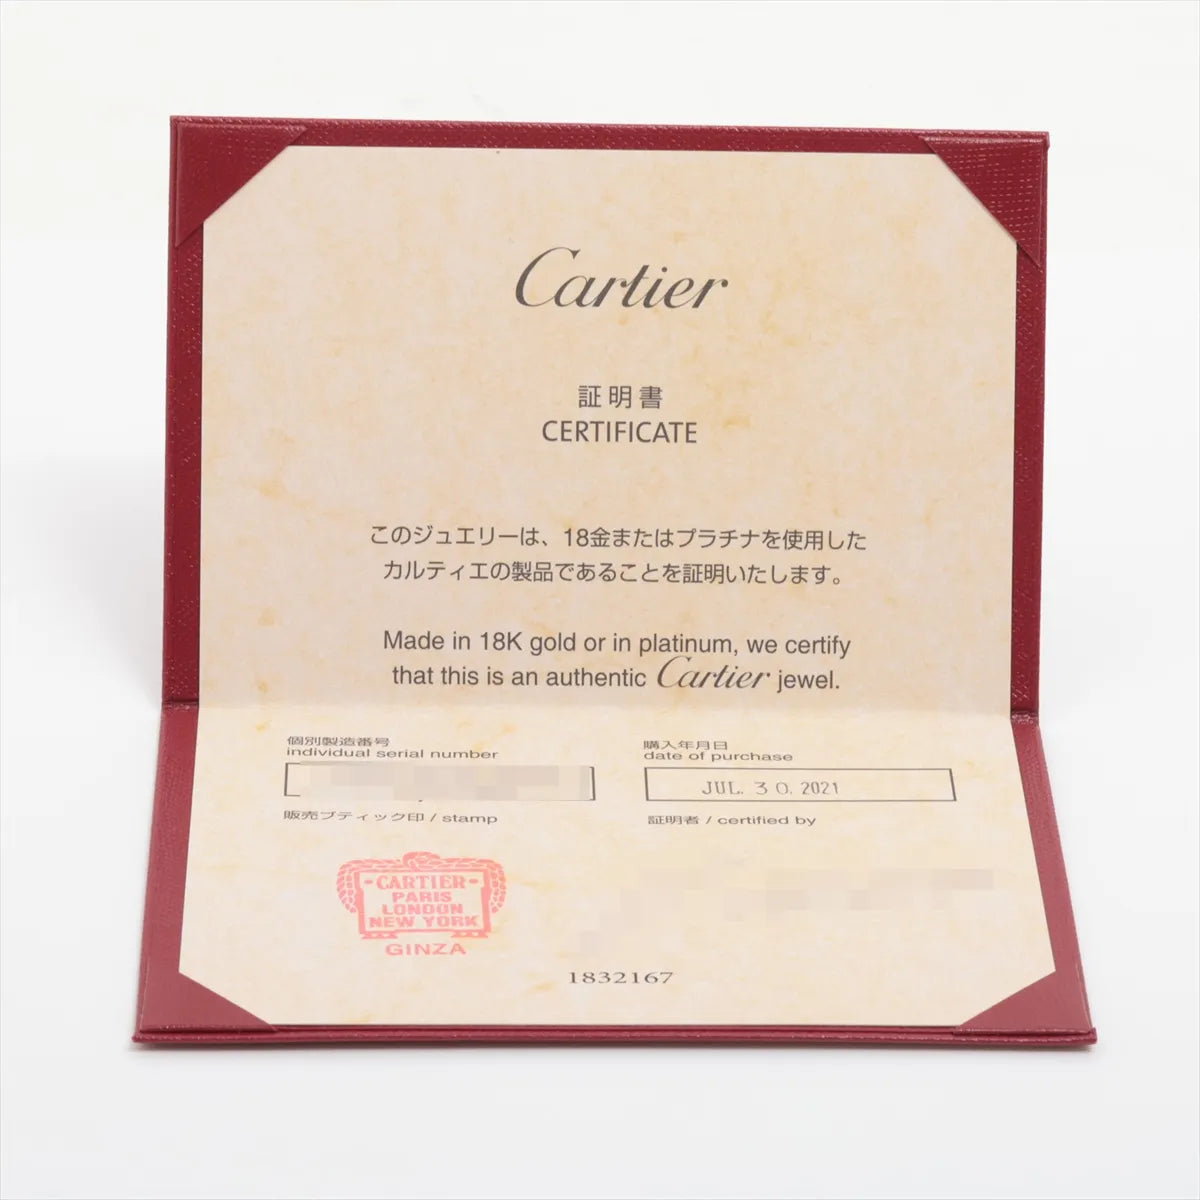 Cartier
証明書
CERTIFICATE
このジュエリーは、18金またはプラチナを使用した
カルティエの製品であることを証明いたします。
Made in 18K gold or in platinum, we certify
that this is an authentic Cartier jewel.
個別製造番号
individual serial number
購入年月日
date of purchase
JUL. 30. 2021
販売ブティック印 / stamp
証明者 / certified by
CARTIER
PARIS
LONDON
NEW YORK
GINZA
1832167